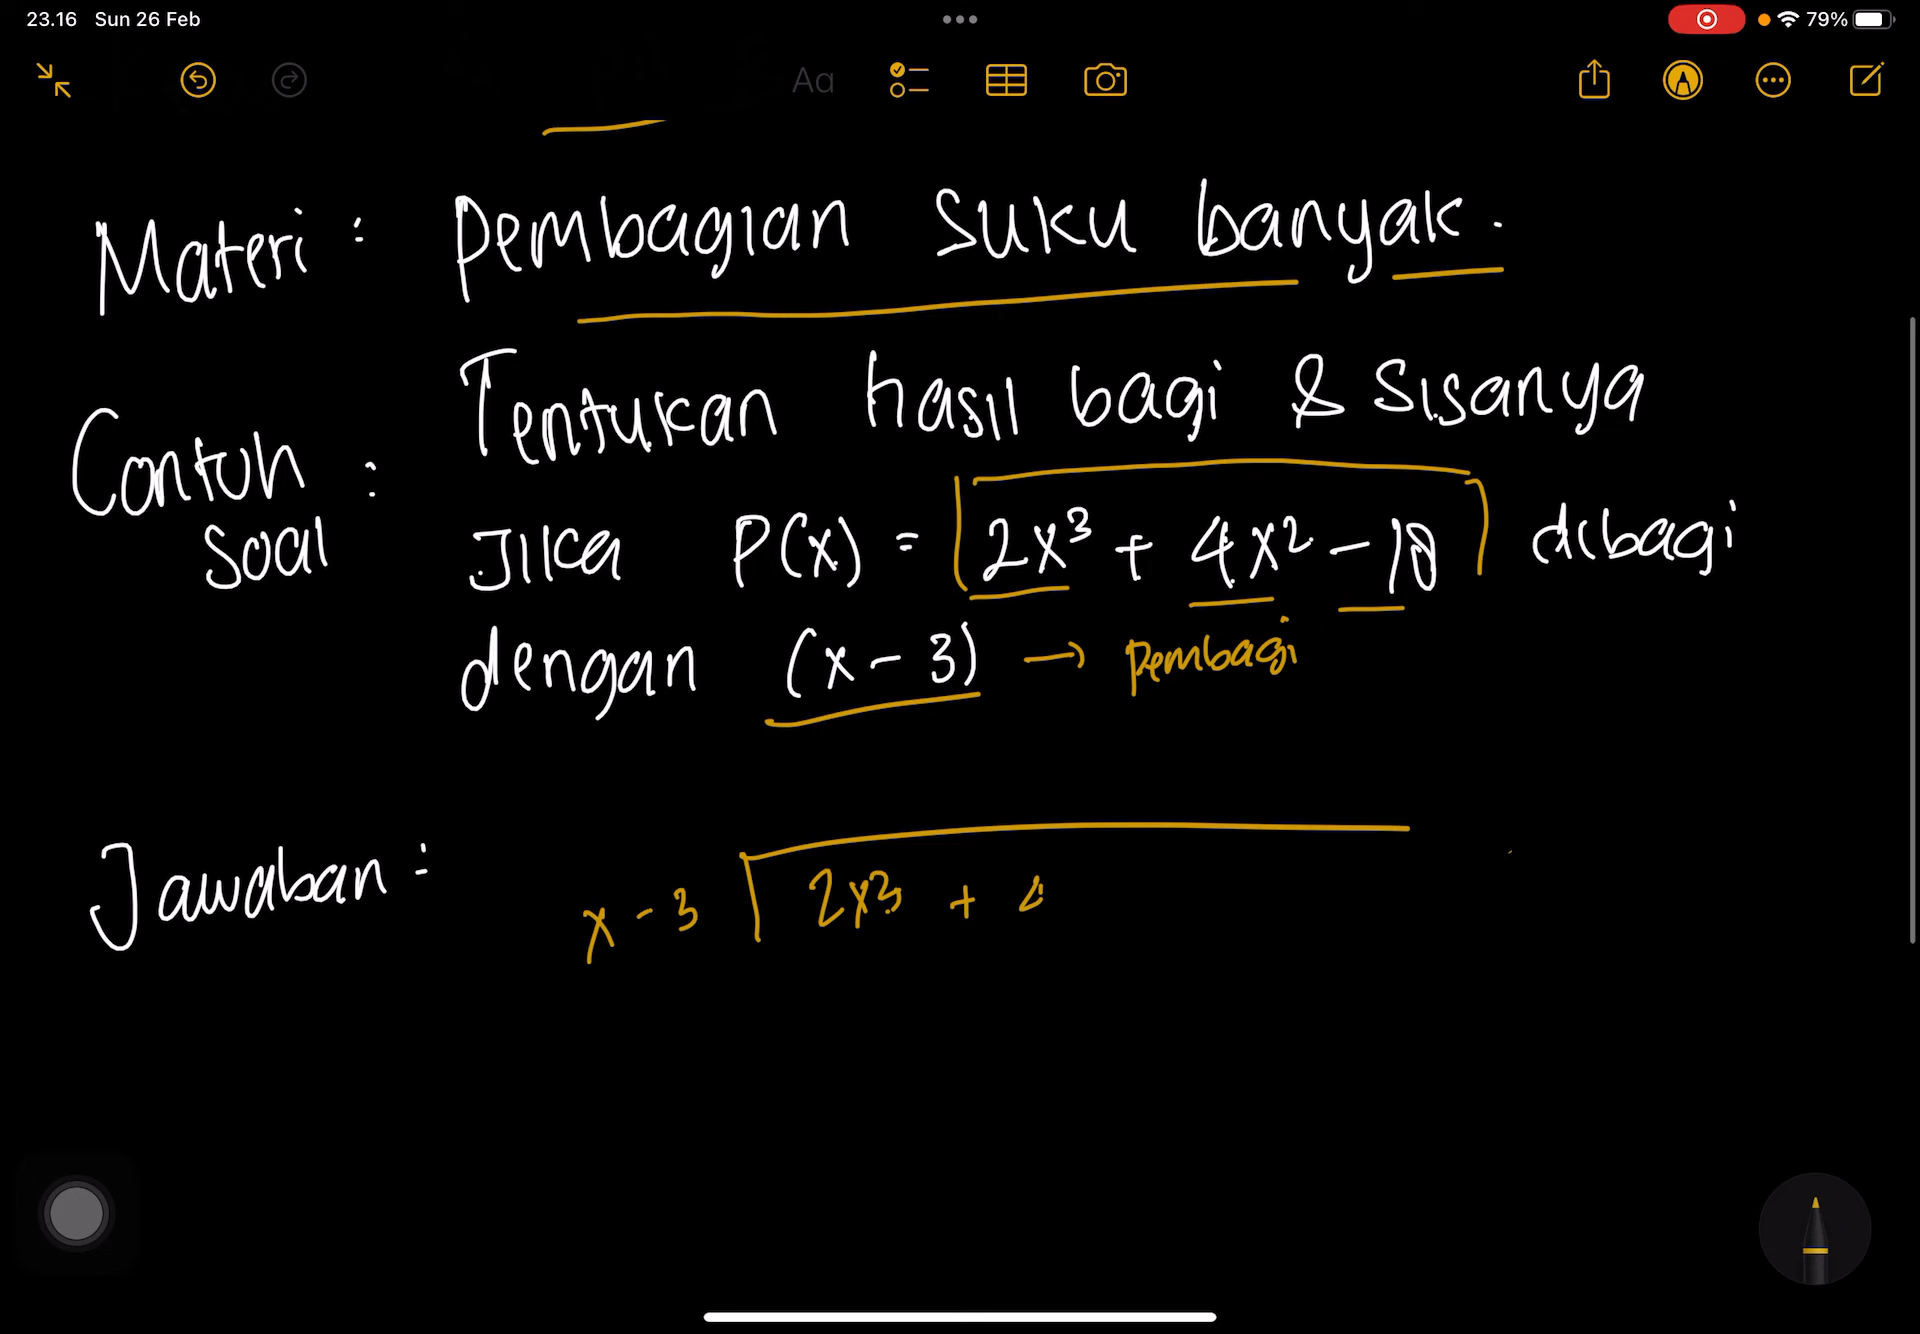 23.16 Sun 26 Feb
79%
Aa
Materi : Pembagian suku banyak.
Contoh soal : Tentukan hasil bagi & sisanya
Jika P(x) = 2x³ + 4x² - 18 dibagi
dengan (x - 3) → Pembagi
Jawaban : x - 3 2x³ + 4